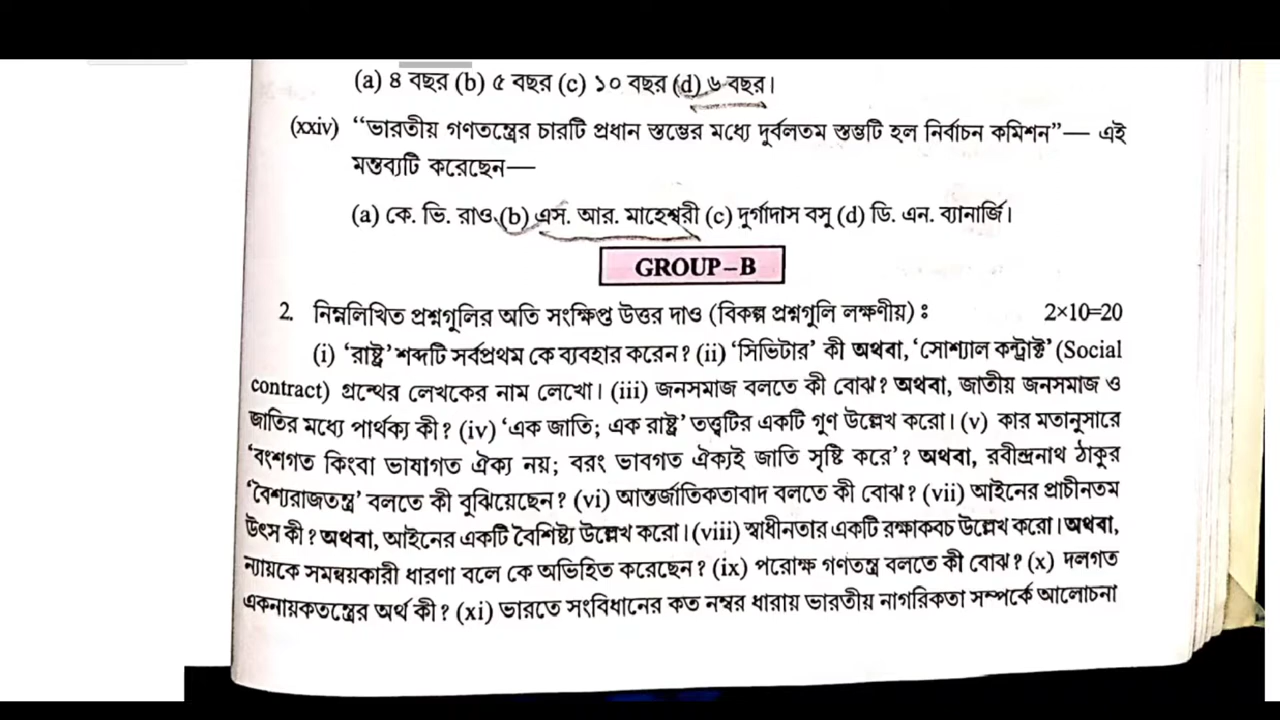 (a) ৪ বছর (b) ৫ বছর (c) ১০ বছর (d) ৬ বছর।
(xxiv) “ভারতীয় গণতন্ত্রের চারটি প্রধান স্তম্ভের মধ্যে দুর্বলতম স্তম্ভটি হল নির্বাচন কমিশন”— এই
মন্তব্যটি করেছেন—
(a) কে. ভি. রাও (b) এস. আর. মাহেশ্বরী (c) দুর্গাদাস বসু (d) ডি. এন. ব্যানার্জি।
GROUP–B
2. নিম্নলিখিত প্রশ্নগুলির অতি সংক্ষিপ্ত উত্তর দাও (বিকল্প প্রশ্নগুলি লক্ষণীয়) : 2×10=20
(i) ‘রাষ্ট্র’ শব্দটি সর্বপ্রথম কে ব্যবহার করেন? (ii) ‘সিভিটার’ কী অথবা, ‘সোশ্যাল কন্ট্রাক্ট’ (Social
contract) গ্রন্থের লেখকের নাম লেখো। (iii) জনসমাজ বলতে কী বোঝ? অথবা, জাতীয় জনসমাজ ও
জাতির মধ্যে পার্থক্য কী? (iv) ‘এক জাতি; এক রাষ্ট্র’ তত্ত্বটির একটি গুণ উল্লেখ করো। (v) কার মতানুসারে
‘বংশগত কিংবা ভাষাগত ঐক্য নয়; বরং ভাবগত ঐক্যই জাতি সৃষ্টি করে’? অথবা, রবীন্দ্রনাথ ঠাকুর
‘বৈশ্যরাজতন্ত্র’ বলতে কী বুঝিয়েছেন? (vi) আন্তর্জাতিকতাবাদ বলতে কী বোঝ? (vii) আইনের প্রাচীনতম
উৎস কী? অথবা, আইনের একটি বৈশিষ্ট্য উল্লেখ করো। (viii) স্বাধীনতার একটি রক্ষাকবচ উল্লেখ করো। অথবা,
ন্যায়কে সমন্বয়কারী ধারণা বলে কে অভিহিত করেছেন? (ix) পরোক্ষ গণতন্ত্র বলতে কী বোঝ? (x) দলগত
একনায়কতন্ত্রের অর্থ কী? (xi) ভারতে সংবিধানের কত নম্বর ধারায় ভারতীয় নাগরিকতা সম্পর্কে আলোচনা